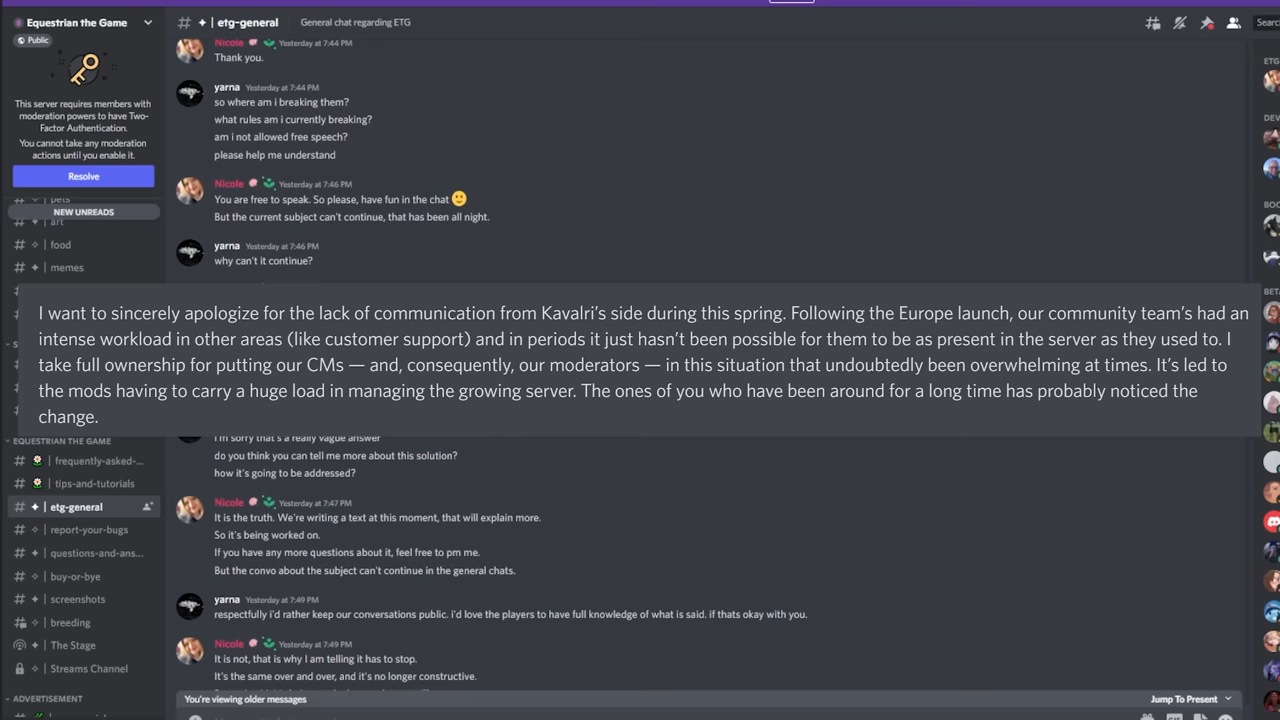 Equestrian the Game
Public
This server requires members with
moderation powers to have Two-
Factor Authentication.
You cannot take any moderation
actions until you enable it.
Resolve
pets
NEW UNREADS
art
food
memes
EQUESTRIAN THE GAME
frequently-asked-...
tips-and-tutorials
etg-general
report-your-bugs
questions-and-ans...
buy-or-bye
screenshots
breeding
The Stage
Streams Channel
ADVERTISEMENT
# ✦ | etg-general General chat regarding ETG
Nicole Yesterday at 7:44 PM
Thank you.
yarna Yesterday at 7:44 PM
so where am i breaking them?
what rules am i currently breaking?
am i not allowed free speech?
please help me understand
Nicole Yesterday at 7:46 PM
You are free to speak. So please, have fun in the chat 🙂
But the current subject can't continue, that has been all night.
yarna Yesterday at 7:46 PM
why can't it continue?
I want to sincerely apologize for the lack of communication from Kavalri's side during this spring. Following the Europe launch, our community team's had an
intense workload in other areas (like customer support) and in periods it just hasn't been possible for them to be as present in the server as they used to. I
take full ownership for putting our CMs — and, consequently, our moderators — in this situation that undoubtedly been overwhelming at times. It's led to
the mods having to carry a huge load in managing the growing server. The ones of you who have been around for a long time has probably noticed the
change.
I'm sorry that's a really vague answer
do you think you can tell me more about this solution?
how it's going to be addressed?
Nicole Yesterday at 7:47 PM
It is the truth. We're writing a text at this moment, that will explain more.
So it's being worked on.
If you have any more questions about it, feel free to pm me.
But the convo about the subject can't continue in the general chats.
yarna Yesterday at 7:49 PM
respectfully i'd rather keep our conversations public. i'd love the players to have full knowledge of what is said. if thats okay with you.
Nicole Yesterday at 7:49 PM
It is not, that is why I am telling it has to stop.
It's the same over and over, and it's no longer constructive.
You're viewing older messages
Jump To Present
Searc
ETG
DEV
BOO
BETA